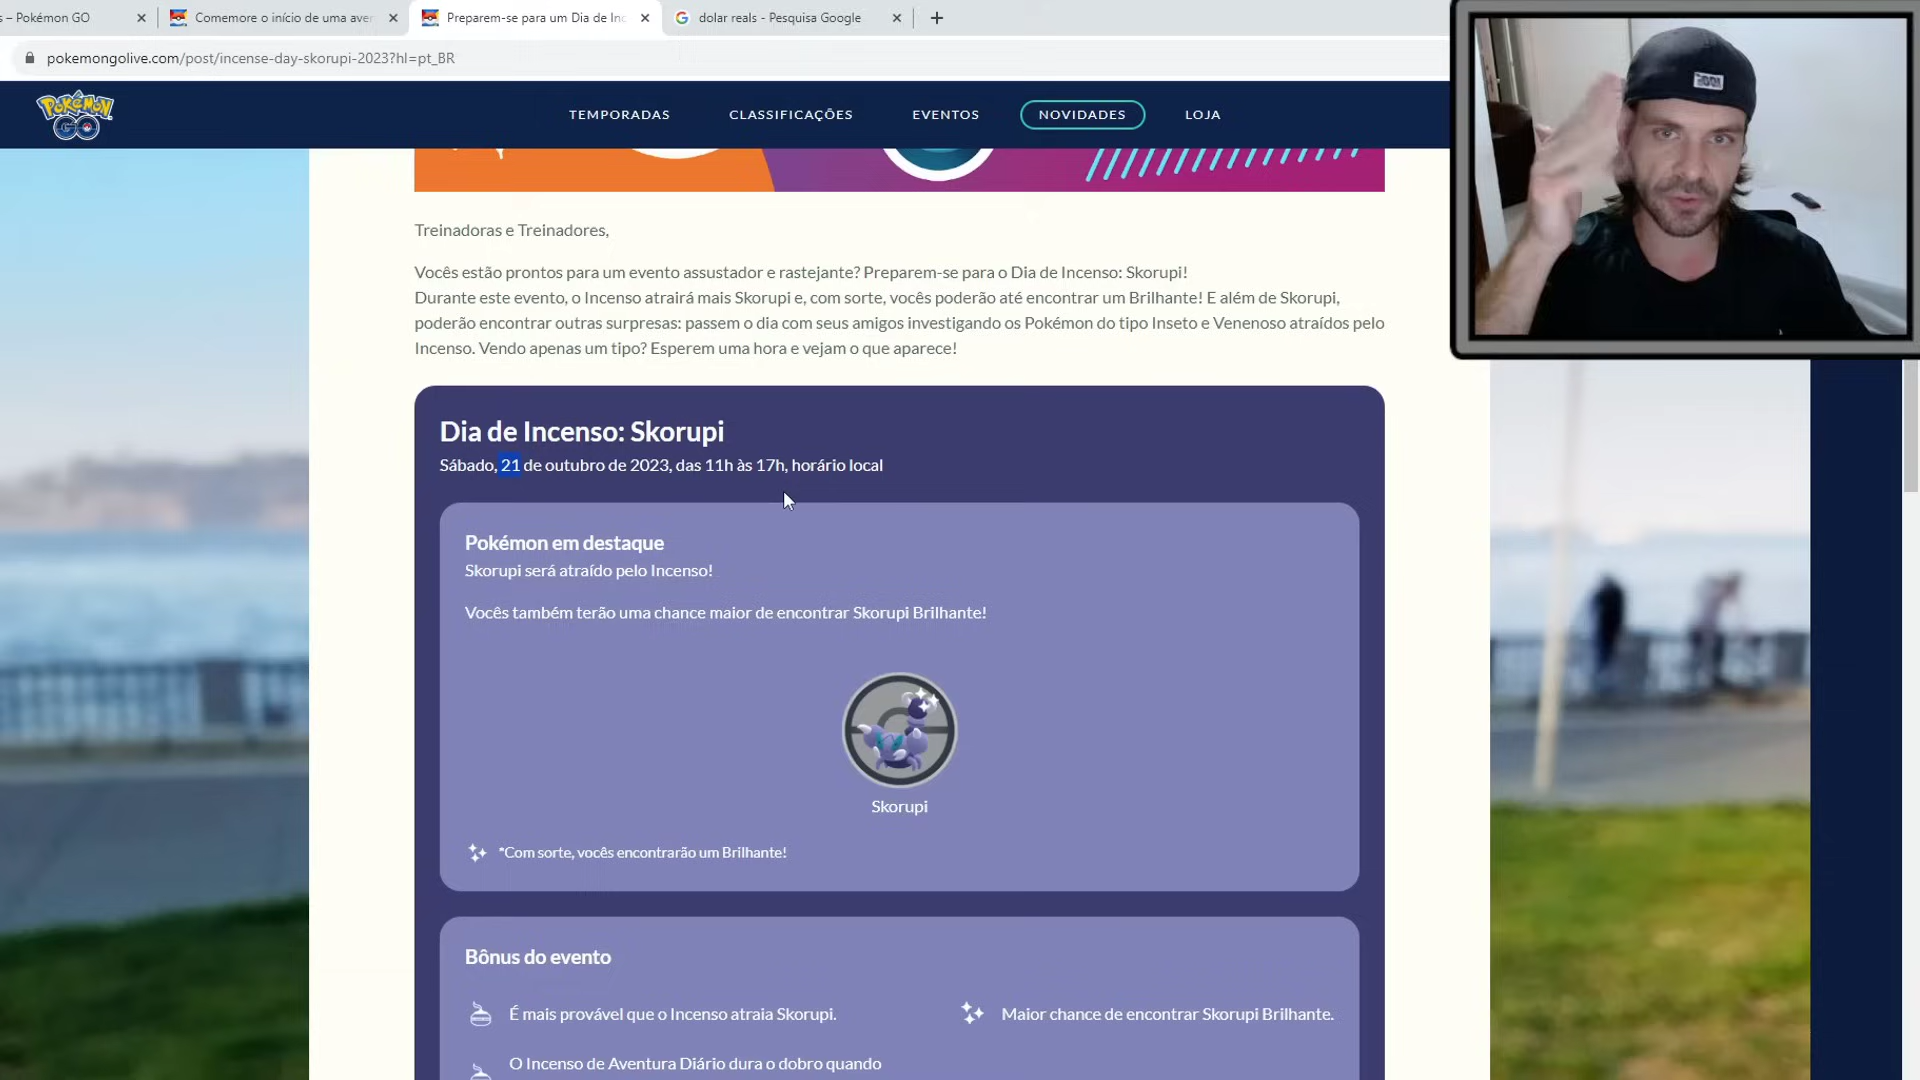 s – Pokémon GO
Comemore o início de uma aven
Preparem-se para um Dia de Inc
dolar reals - Pesquisa Google
pokemongolive.com/post/incense-day-skorupi-2023?hl=pt_BR
POKÉMON GO
TEMPORADAS
CLASSIFICAÇÕES
EVENTOS
NOVIDADES
LOJA
Treinadoras e Treinadores,
Vocês estão prontos para um evento assustador e rastejante? Preparem-se para o Dia de Incenso: Skorupi!
Durante este evento, o Incenso atrairá mais Skorupi e, com sorte, vocês poderão até encontrar um Brilhante! E além de Skorupi,
poderão encontrar outras surpresas: passem o dia com seus amigos investigando os Pokémon do tipo Inseto e Venenoso atraídos pelo
Incenso. Vendo apenas um tipo? Esperem uma hora e vejam o que aparece!
Dia de Incenso: Skorupi
Sábado, 21 de outubro de 2023, das 11h às 17h, horário local
Pokémon em destaque
Skorupi será atraído pelo Incenso!
Vocês também terão uma chance maior de encontrar Skorupi Brilhante!
Skorupi
*Com sorte, vocês encontrarão um Brilhante!
Bônus do evento
É mais provável que o Incenso atraia Skorupi.
Maior chance de encontrar Skorupi Brilhante.
O Incenso de Aventura Diário dura o dobro quando